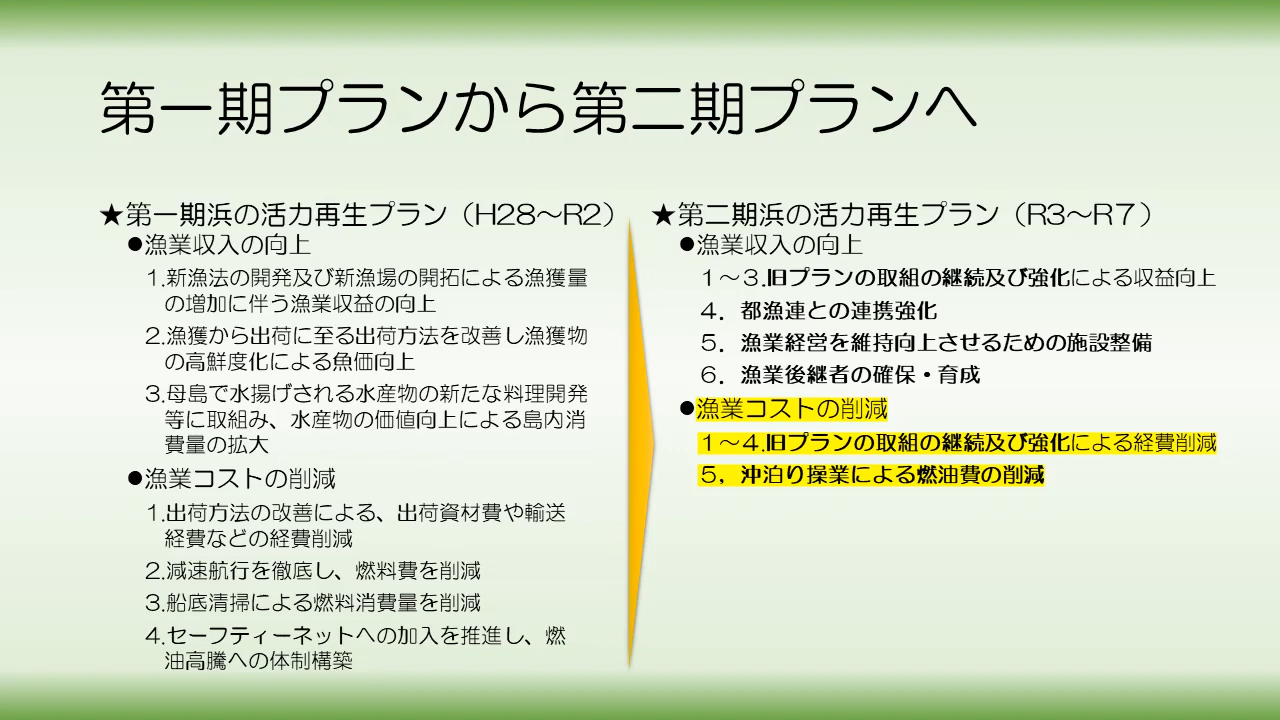 第一期プランから第二期プランへ
★第一期浜の活力再生プラン（H28～R2）
●漁業収入の向上
1.新漁法の開発及び新漁場の開拓による漁獲量
の増加に伴う漁業収益の向上
2.漁獲から出荷に至る出荷方法を改善し漁獲物
の高鮮度化による魚価向上
3.母島で水揚げされる水産物の新たな料理開発
等に取組み、水産物の価値向上による島内消
費量の拡大
●漁業コストの削減
1.出荷方法の改善による、出荷資材費や輸送
経費などの経費削減
2.減速航行を徹底し、燃料費を削減
3.船底清掃による燃料消費量を削減
4.セーフティーネットへの加入を推進し、燃
油高騰への体制構築
★第二期浜の活力再生プラン（R3～R７）
●漁業収入の向上
１～３.旧プランの取組の継続及び強化による収益向上
４．都漁連との連携強化
５．漁業経営を維持向上させるための施設整備
６．漁業後継者の確保・育成
●漁業コストの削減
１～４.旧プランの取組の継続及び強化による経費削減
５，沖泊り操業による燃油費の削減